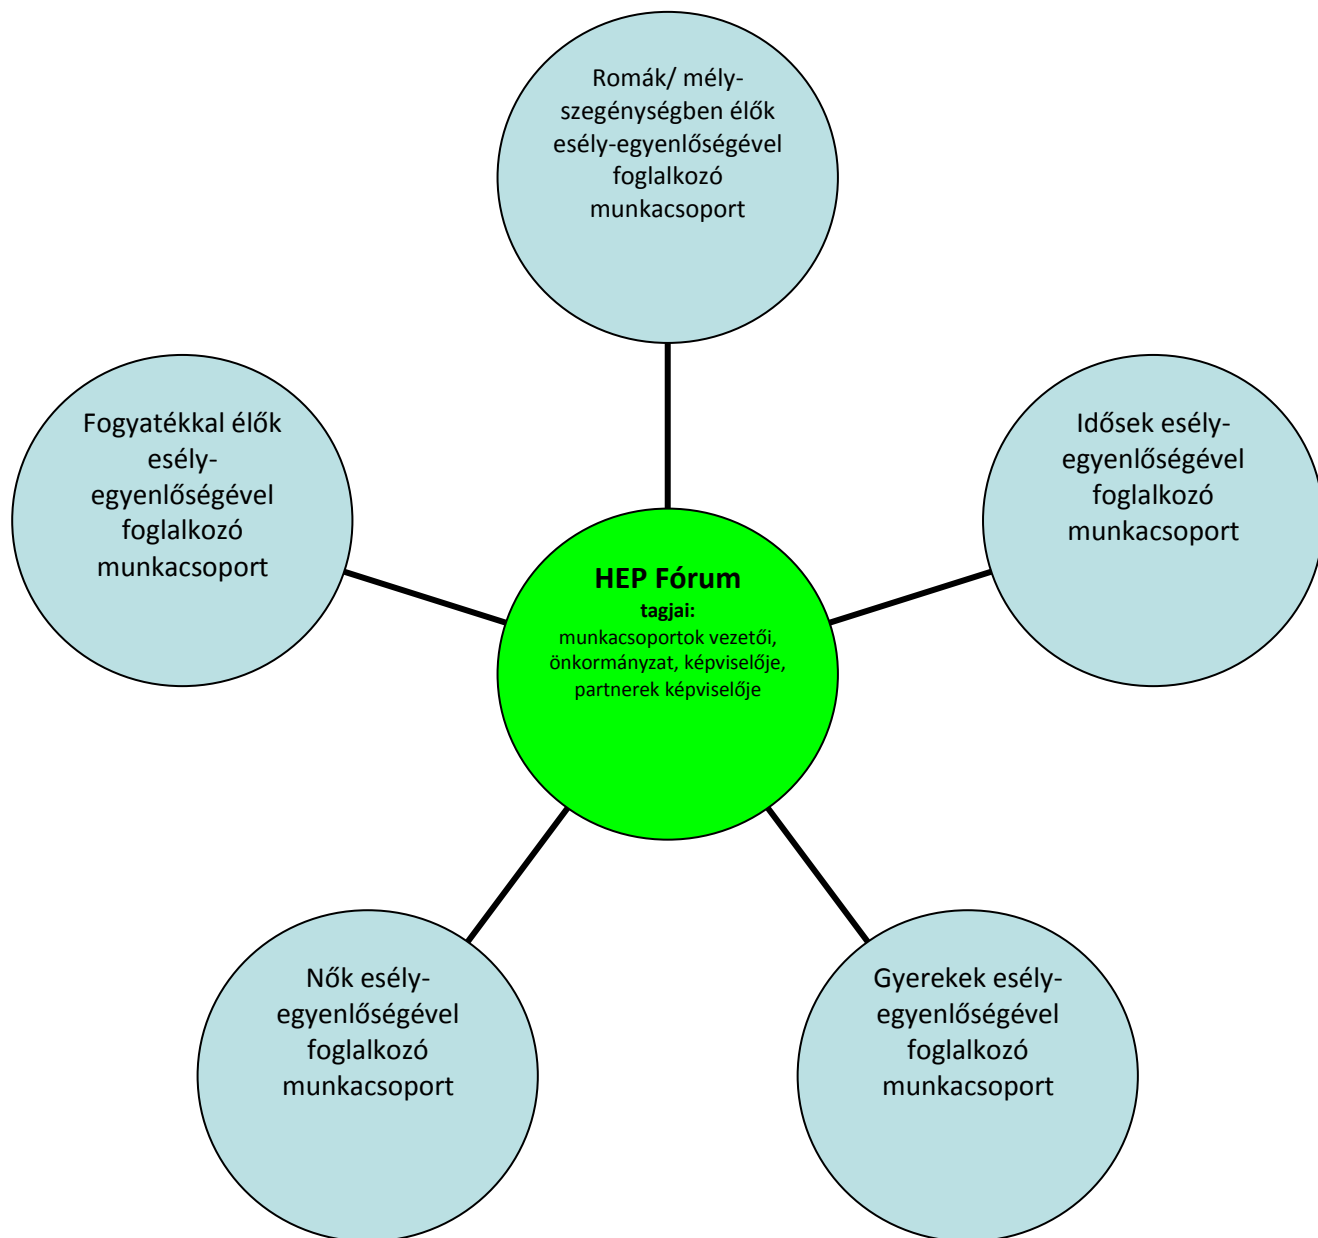 Romák/ mély-
szegénységben élők
esély-egyenlőségével
foglalkozó
munkacsoport
Fogyatékkal élők
esély-
egyenlőségével
foglalkozó
munkacsoport
Idősek esély-
egyenlőségével
foglalkozó
munkacsoport
HEP Fórum
tagjai:
munkacsoportok vezetői,
önkormányzat, képviselője,
partnerek képviselője
Nők esély-
egyenlőségével
foglalkozó
munkacsoport
Gyerekek esély-
egyenlőségével
foglalkozó
munkacsoport